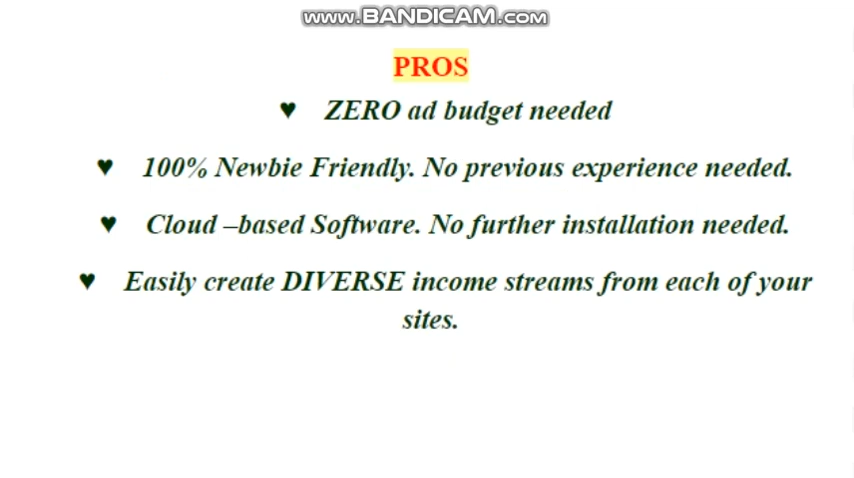 www.BANDICAM.com
PROS
♥ ZERO ad budget needed
♥ 100% Newbie Friendly. No previous experience needed.
♥ Cloud –based Software. No further installation needed.
♥ Easily create DIVERSE income streams from each of your
sites.